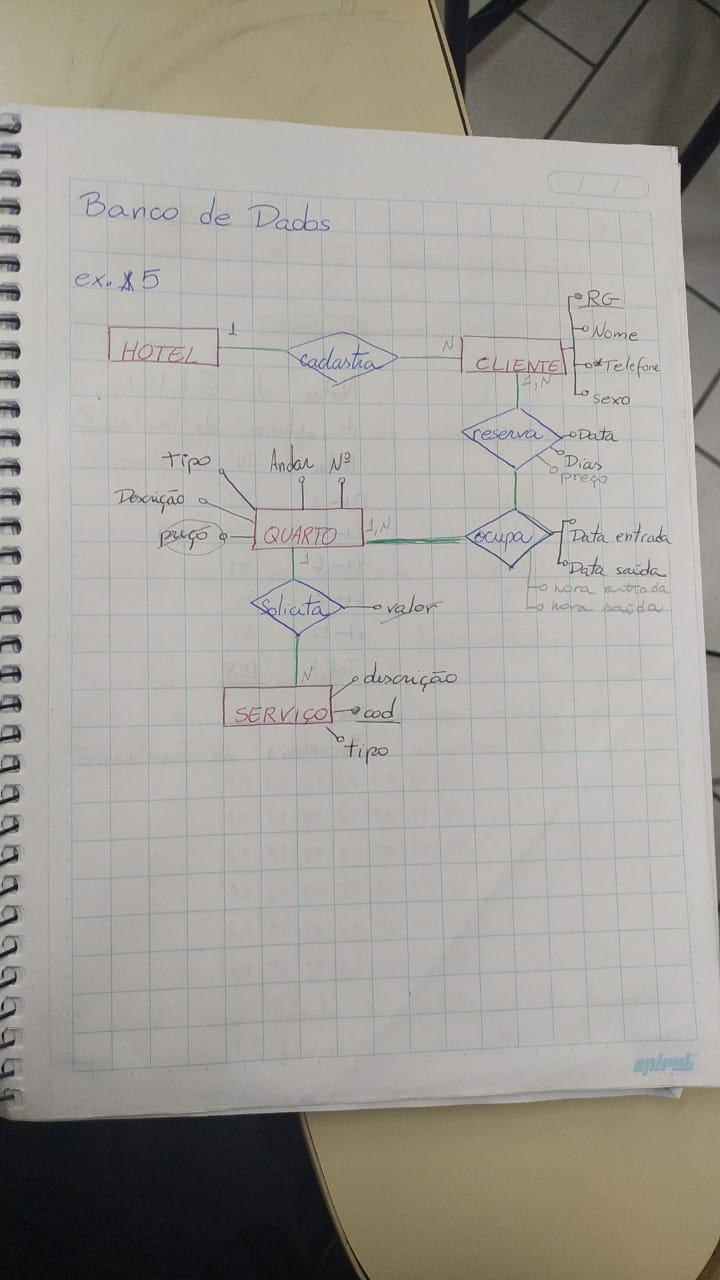 Banco de Dados
ex. 5
HOTEL
1
cadastra
N
CLIENTE
RG
Nome
Telefone
sexo
1,N
reserva
Data
Dias
preço
tipo
Andar
Nº
Descrição
preço
QUARTO
1,N
ocupa
Data entrada
Data saída
hora entrada
hora saída
1
Solicita
valor
N
SERVIÇO
descrição
cod
tipo
spiral